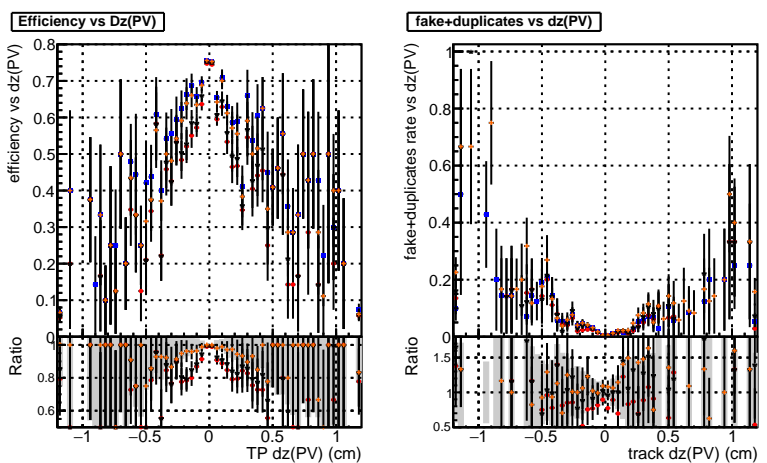 Efficiency vs Dz(PV)
efficiency vs dz(PV)
0.8
0.7
0.6
0.5
0.4
0.3
0.2
0.1
0
Ratio
1
0.8
0.6
−1 −0.5 0 0.5 1
TP dz(PV) (cm)
fake+duplicates vs dz(PV)
fake+duplicates rate vs dz(PV)
1
0.8
0.6
0.4
0.2
0
Ratio
1.5
1
0.5
−1 −0.5 0 0.5 1
track dz(PV) (cm)